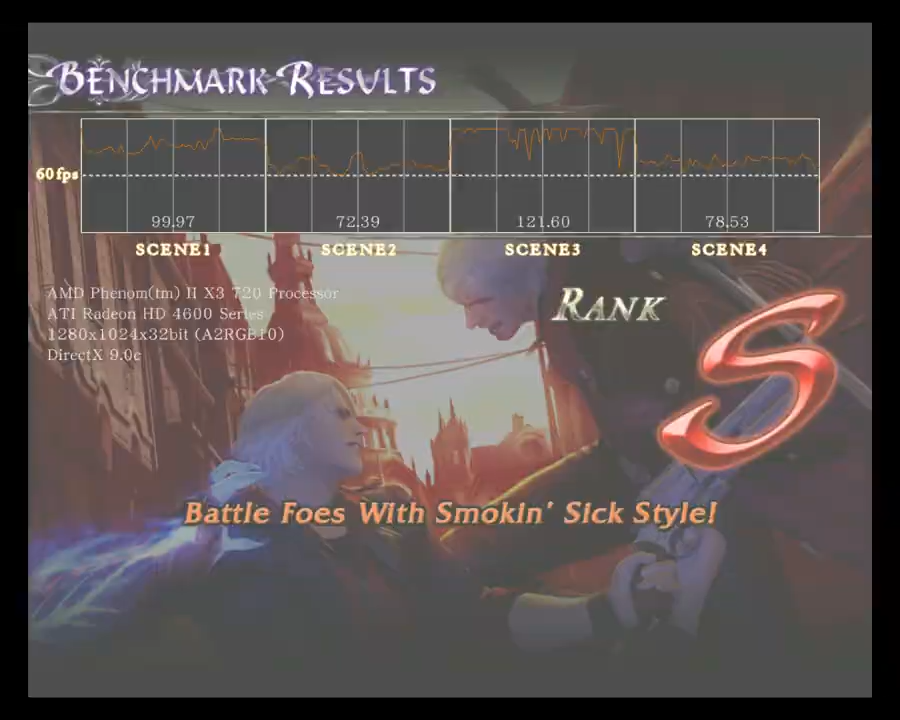 BENCHMARK RESULTS
60fps
99.97 72.39 121.60 78.53
SCENE1 SCENE2 SCENE3 SCENE4
AMD Phenom(tm) II X3 720 Processor
ATI Radeon HD 4600 Series
1280x1024x32bit (A2RGB10)
DirectX 9.0c
RANK
S
Battle Foes With Smokin' Sick Style!